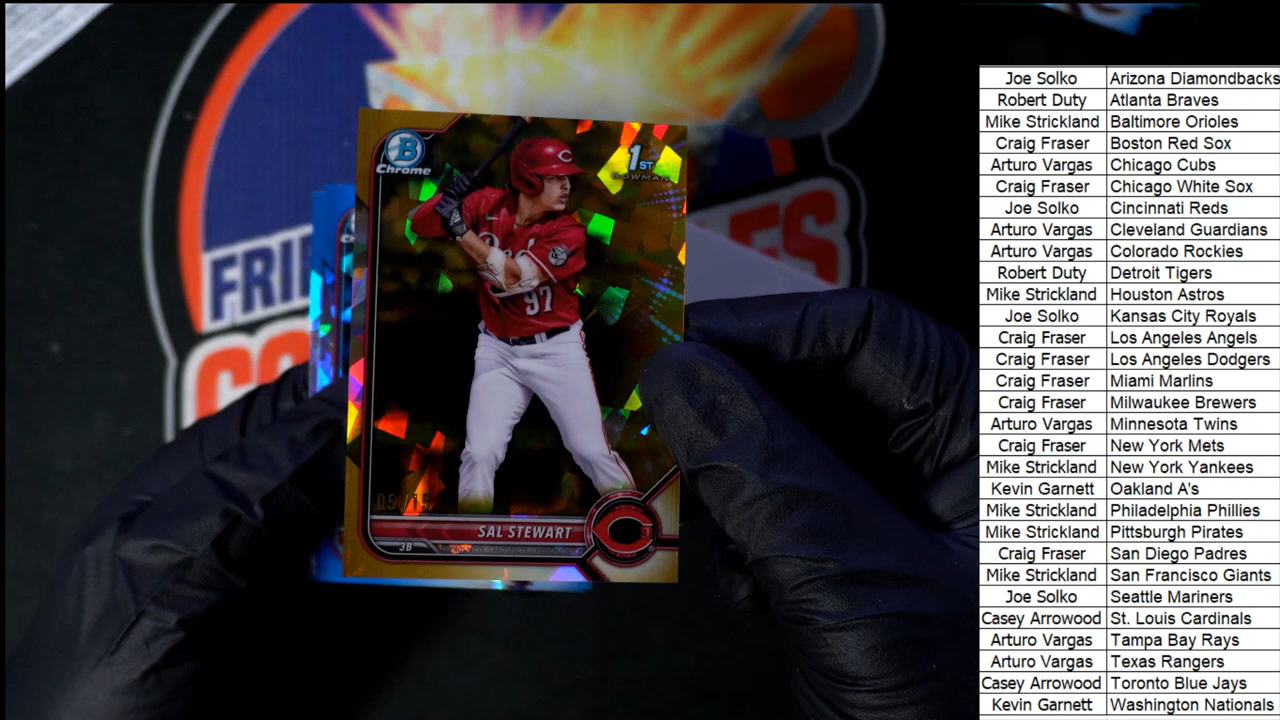 B
Chrome
1ST
BOWMAN
C
Reds
97
SAL STEWART
3B
FRI
CO
LES
Joe Solko Arizona Diamondbacks
Robert Duty Atlanta Braves
Mike Strickland Baltimore Orioles
Craig Fraser Boston Red Sox
Arturo Vargas Chicago Cubs
Craig Fraser Chicago White Sox
Joe Solko Cincinnati Reds
Arturo Vargas Cleveland Guardians
Arturo Vargas Colorado Rockies
Robert Duty Detroit Tigers
Mike Strickland Houston Astros
Joe Solko Kansas City Royals
Craig Fraser Los Angeles Angels
Craig Fraser Los Angeles Dodgers
Craig Fraser Miami Marlins
Craig Fraser Milwaukee Brewers
Arturo Vargas Minnesota Twins
Craig Fraser New York Mets
Mike Strickland New York Yankees
Kevin Garnett Oakland A's
Mike Strickland Philadelphia Phillies
Mike Strickland Pittsburgh Pirates
Craig Fraser San Diego Padres
Mike Strickland San Francisco Giants
Joe Solko Seattle Mariners
Casey Arrowood St. Louis Cardinals
Arturo Vargas Tampa Bay Rays
Arturo Vargas Texas Rangers
Casey Arrowood Toronto Blue Jays
Kevin Garnett Washington Nationals